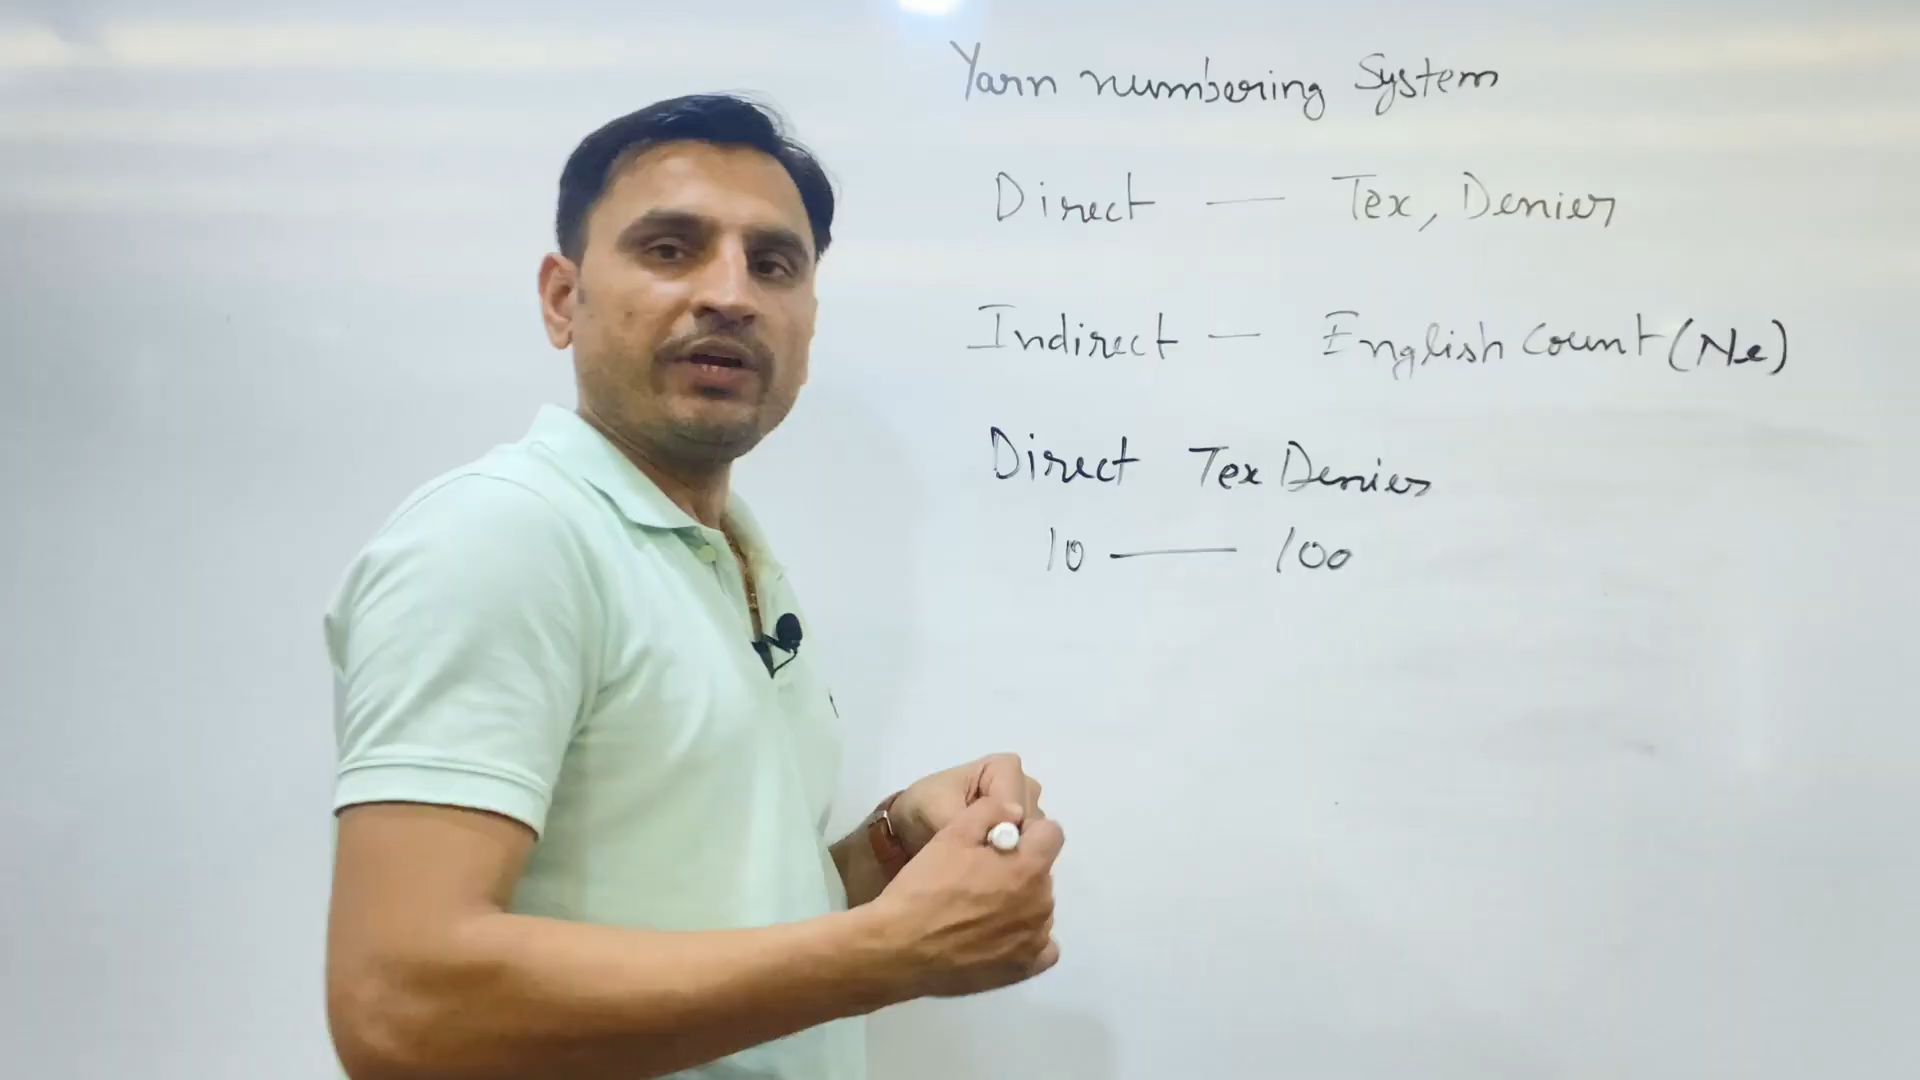 Yarn numbering System
Direct — Tex, Denier
Indirect — English Count (Ne)
Direct Tex Denier
10 — 100